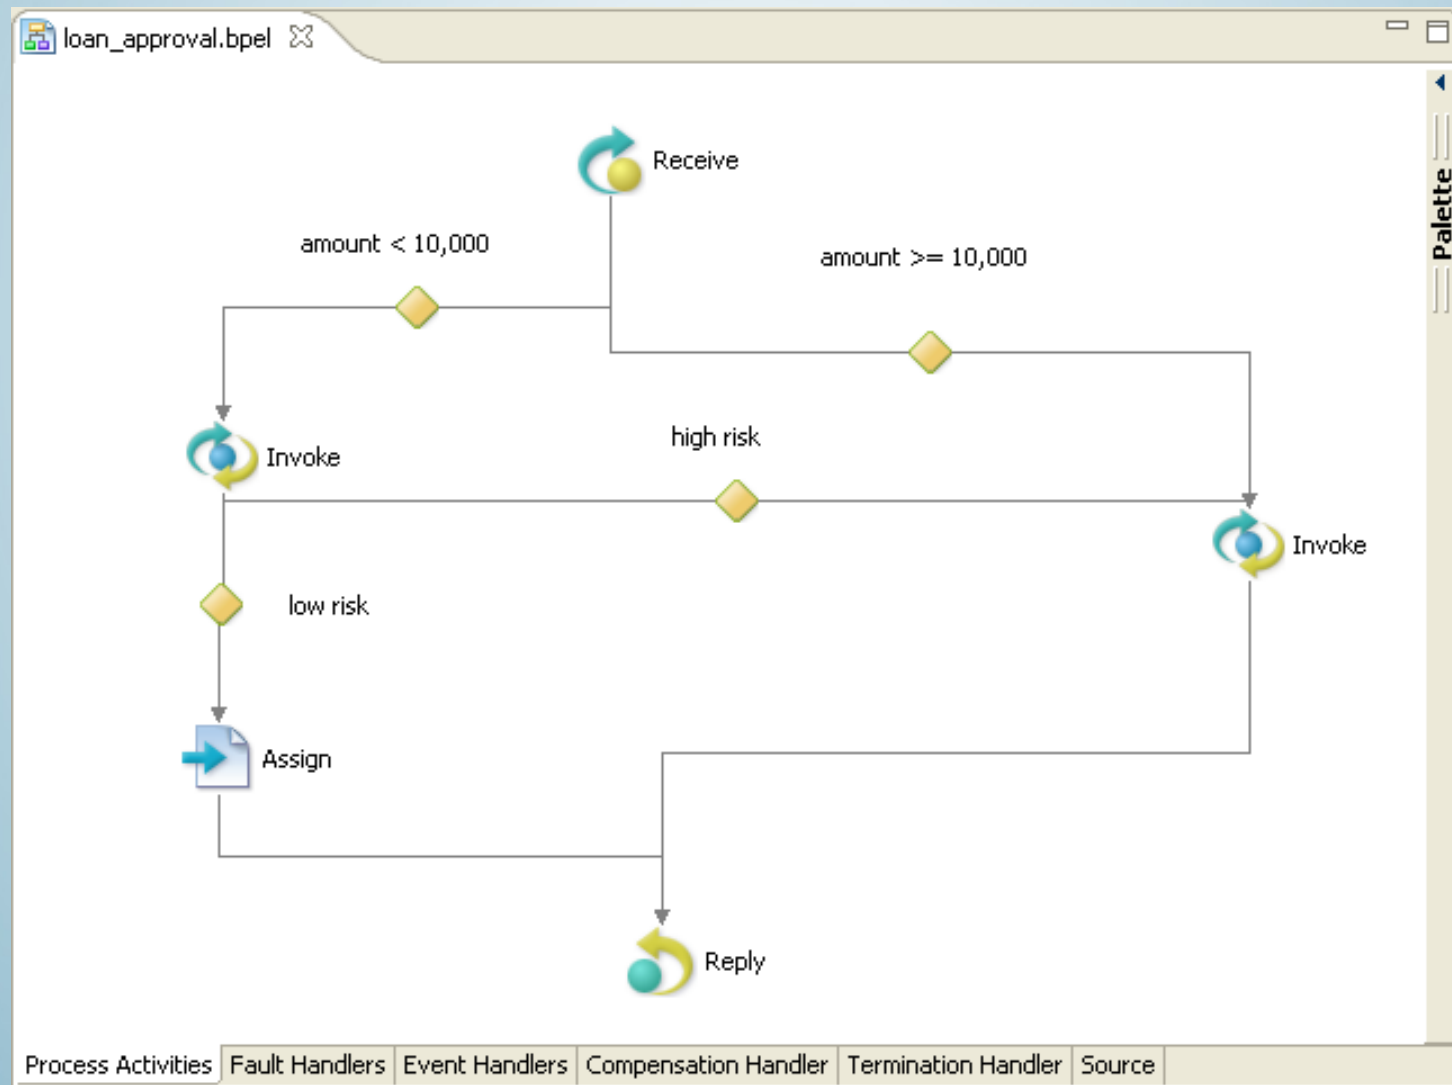 loan_approval.bpel
Palette
Receive
amount < 10,000
amount >= 10,000
Invoke
high risk
Invoke
low risk
Assign
Reply
Process Activities Fault Handlers Event Handlers Compensation Handler Termination Handler Source